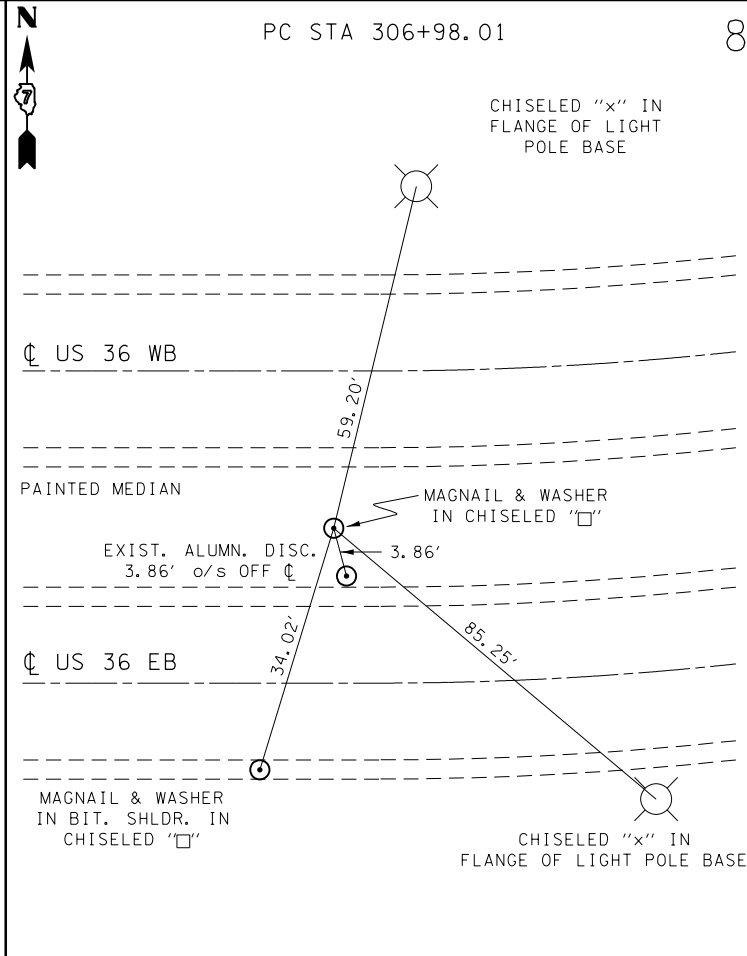 N
PC STA 306+98.01
8
7
CHISELED "x" IN
FLANGE OF LIGHT
POLE BASE
℄ US 36 WB
59.20'
PAINTED MEDIAN
MAGNAIL & WASHER
IN CHISELED "□"
EXIST. ALUMN. DISC.
3.86' o/s OFF ℄
3.86'
34.02'
85.25'
℄ US 36 EB
MAGNAIL & WASHER
IN BIT. SHLDR. IN
CHISELED "□"
CHISELED "x" IN
FLANGE OF LIGHT POLE BASE